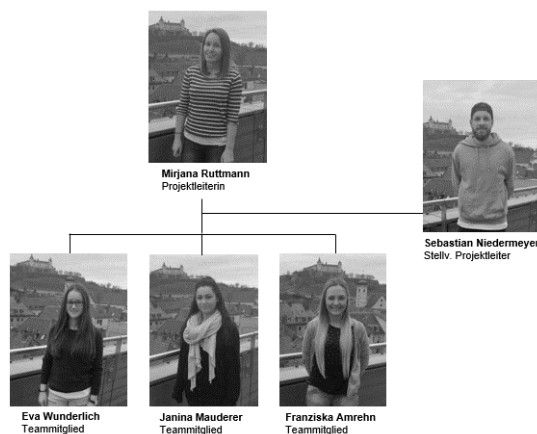 Mirjana Ruttmann
Projektleiterin
Sebastian Niedermeyer
Stellv. Projektleiter
Eva Wunderlich
Teammitglied
Janina Mauderer
Teammitglied
Franziska Amrehn
Teammitglied